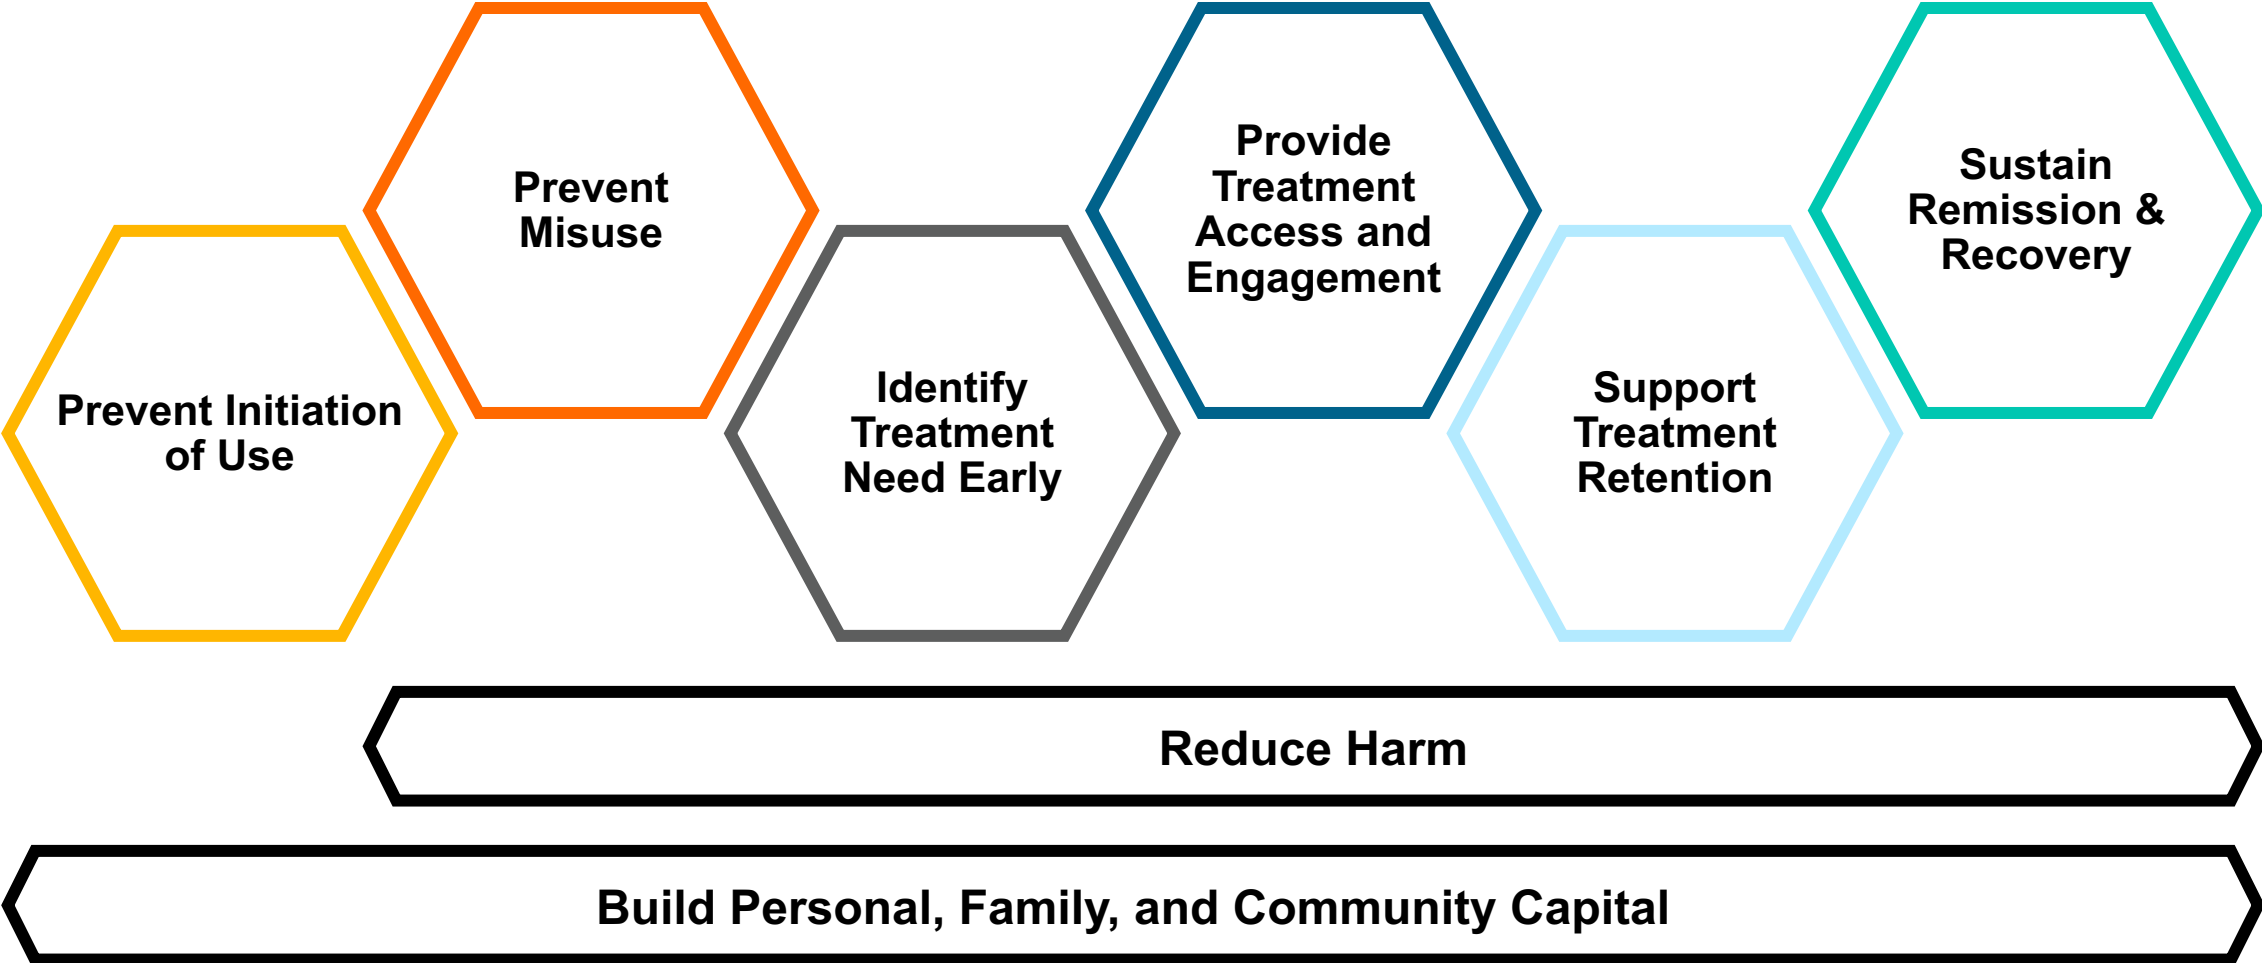 Prevent Initiation
of Use
Prevent
Misuse
Identify
Treatment
Need Early
Provide
Treatment
Access and
Engagement
Support
Treatment
Retention
Sustain
Remission &
Recovery
Reduce Harm
Build Personal, Family, and Community Capital